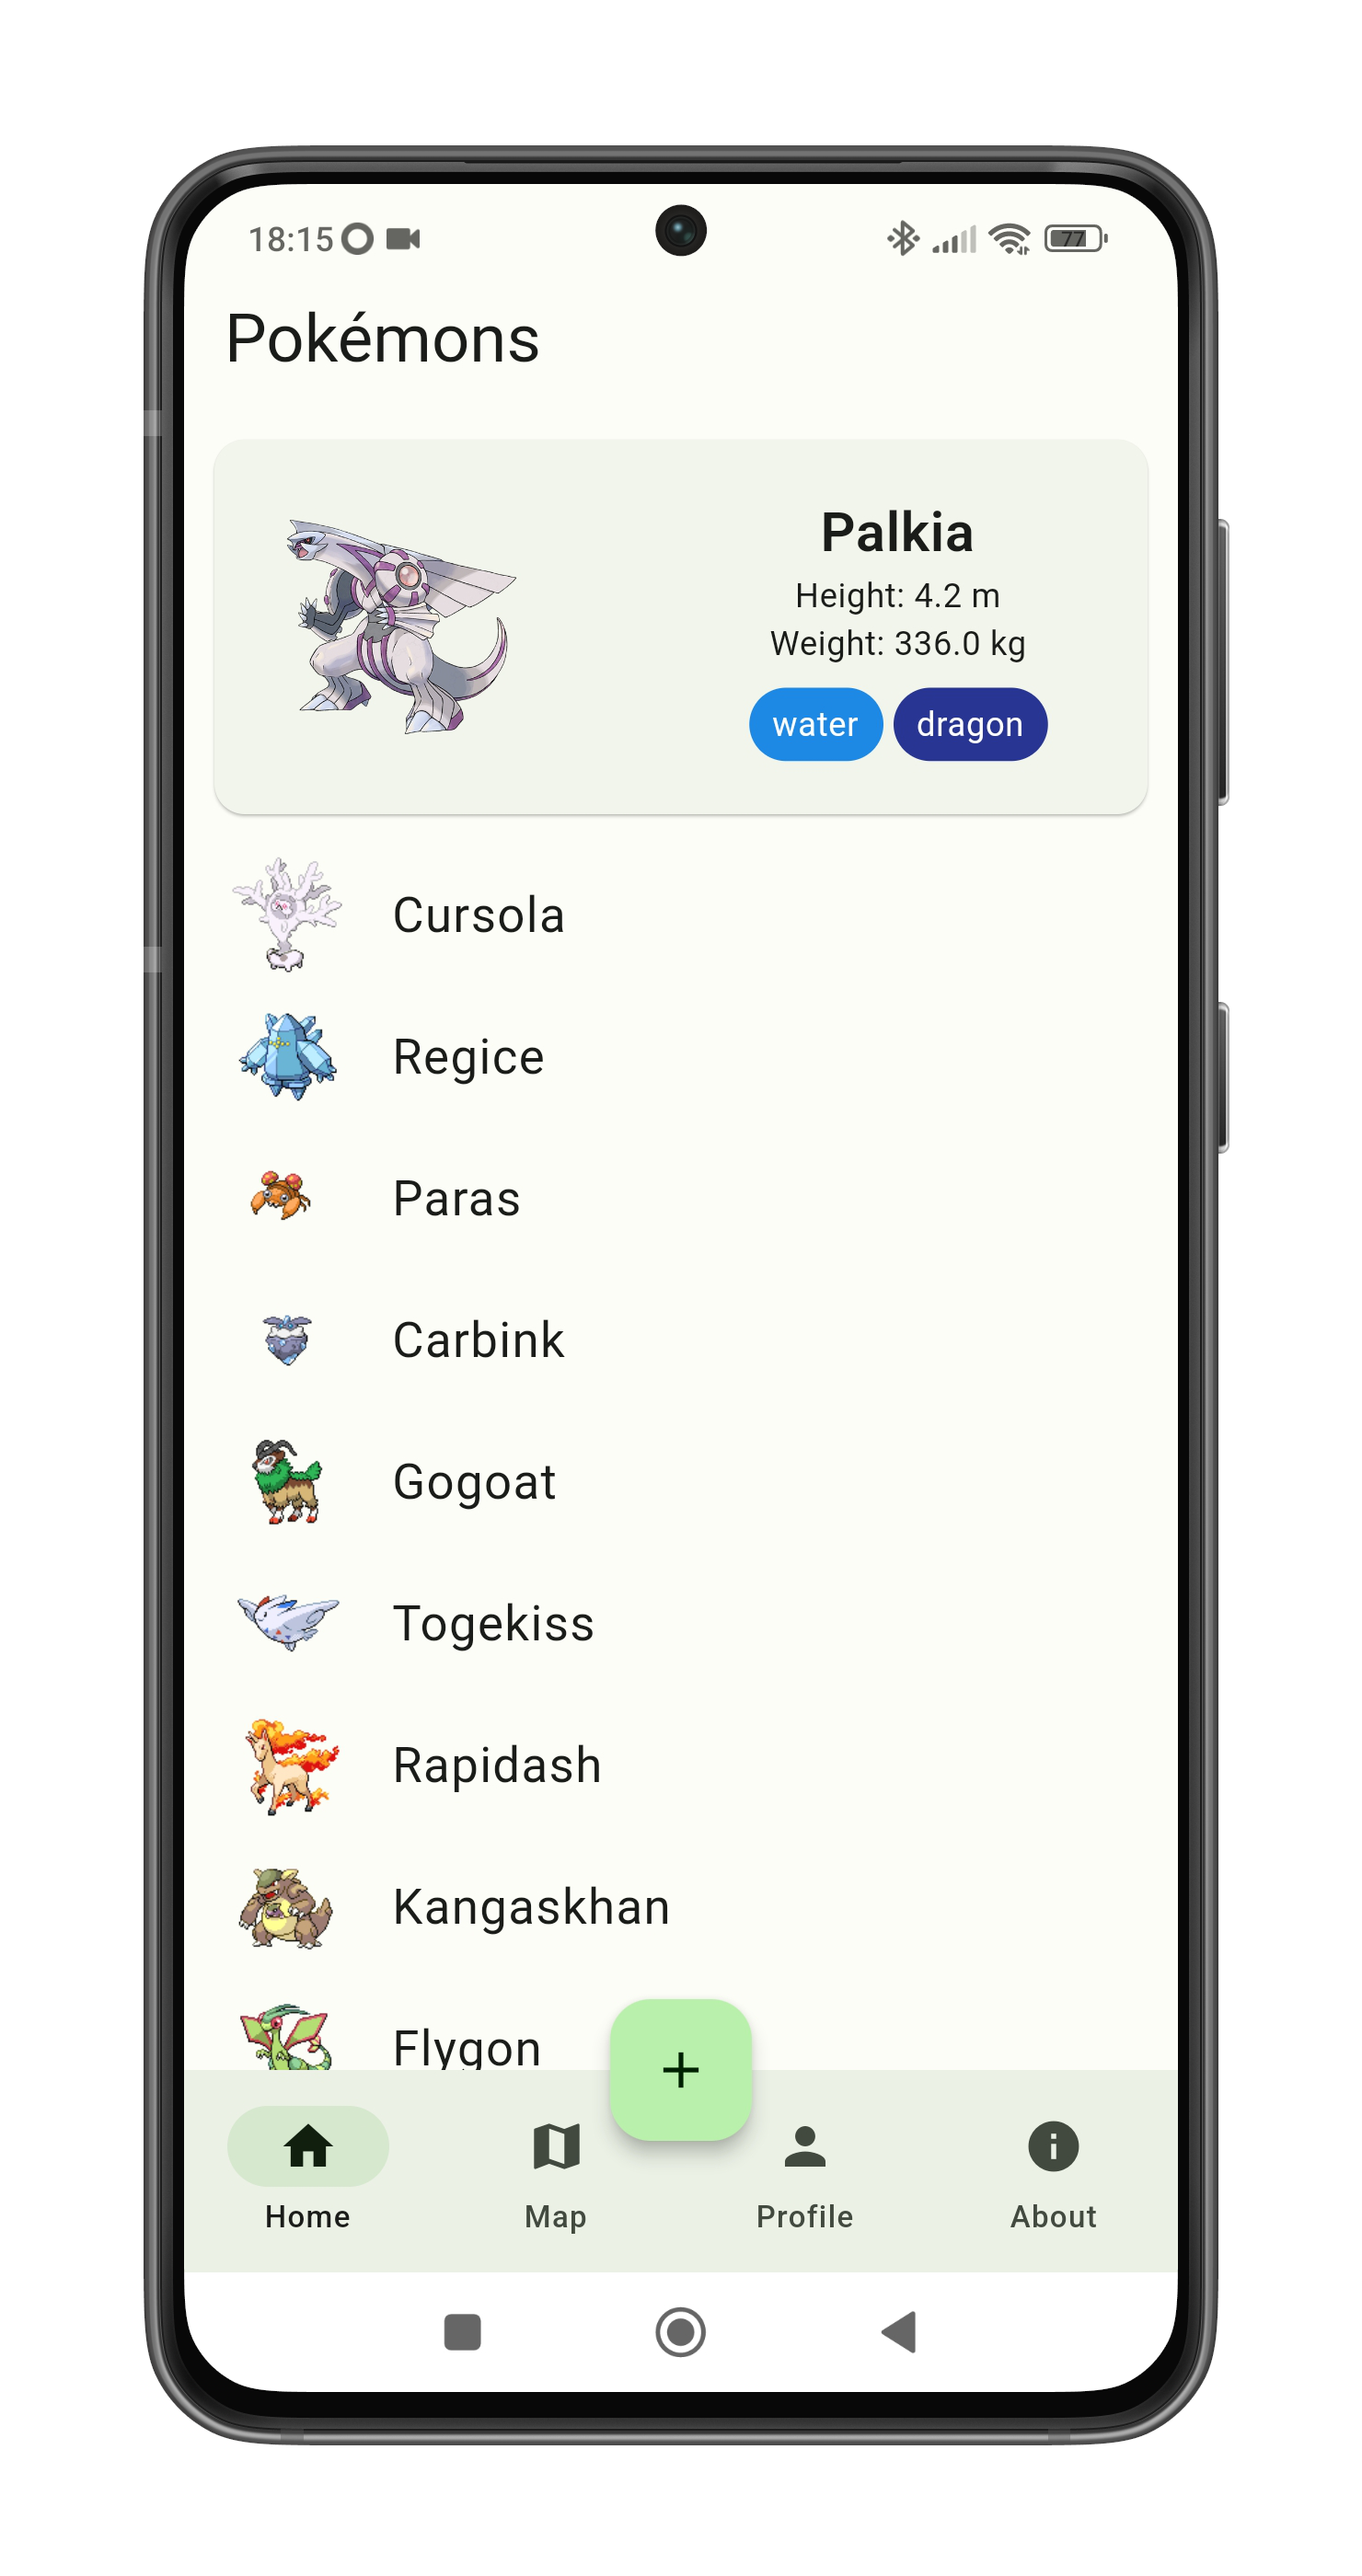 18:15
77
Pokémons
Palkia
Height: 4.2 m
Weight: 336.0 kg
water dragon
Cursola
Regice
Paras
Carbink
Gogoat
Togekiss
Rapidash
Kangaskhan
Flygon
+
Home Map Profile About